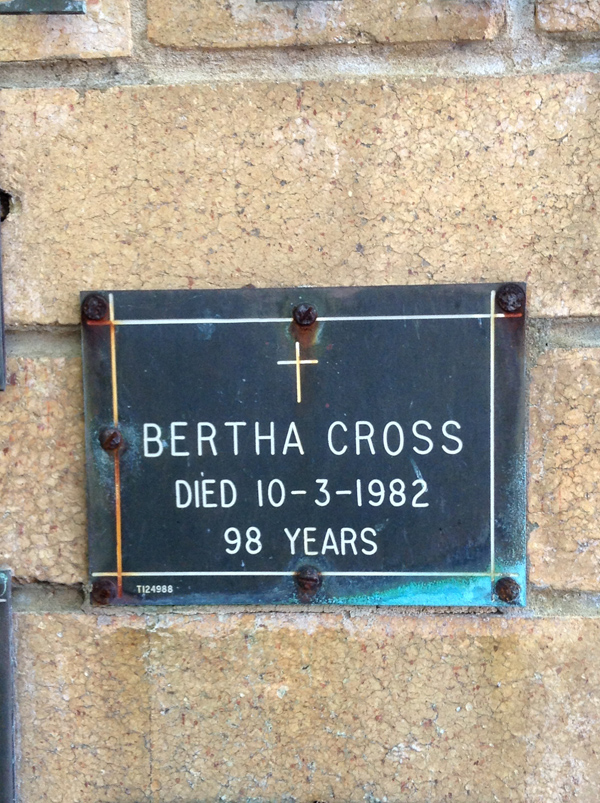 BERTHA CROSS
DIED 10-3-1982
98 YEARS
T124988